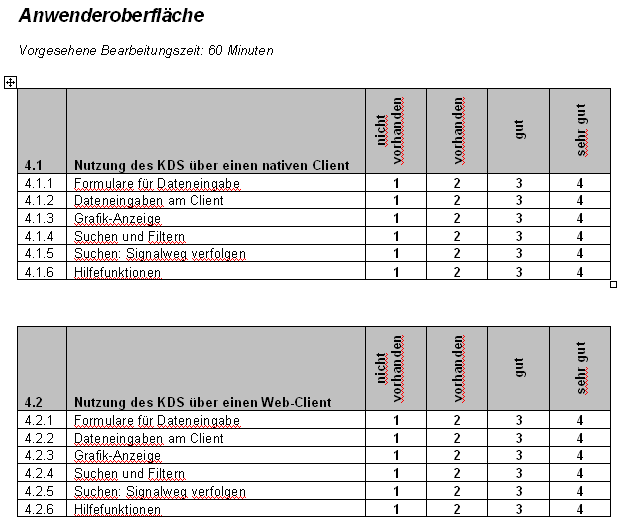 Anwenderoberfläche
Vorgesehene Bearbeitungszeit: 60 Minuten
4.1 Nutzung des KDS über einen nativen Client nicht vorhanden vorhanden gut sehr gut
4.1.1 Formulare für Dateneingabe 1 2 3 4
4.1.2 Dateneingaben am Client 1 2 3 4
4.1.3 Grafik-Anzeige 1 2 3 4
4.1.4 Suchen und Filtern 1 2 3 4
4.1.5 Suchen: Signalweg verfolgen 1 2 3 4
4.1.6 Hilfefunktionen 1 2 3 4
4.2 Nutzung des KDS über einen Web-Client nicht vorhanden vorhanden gut sehr gut
4.2.1 Formulare für Dateneingabe 1 2 3 4
4.2.2 Dateneingaben am Client 1 2 3 4
4.2.3 Grafik-Anzeige 1 2 3 4
4.2.4 Suchen und Filtern 1 2 3 4
4.2.5 Suchen: Signalweg verfolgen 1 2 3 4
4.2.6 Hilfefunktionen 1 2 3 4